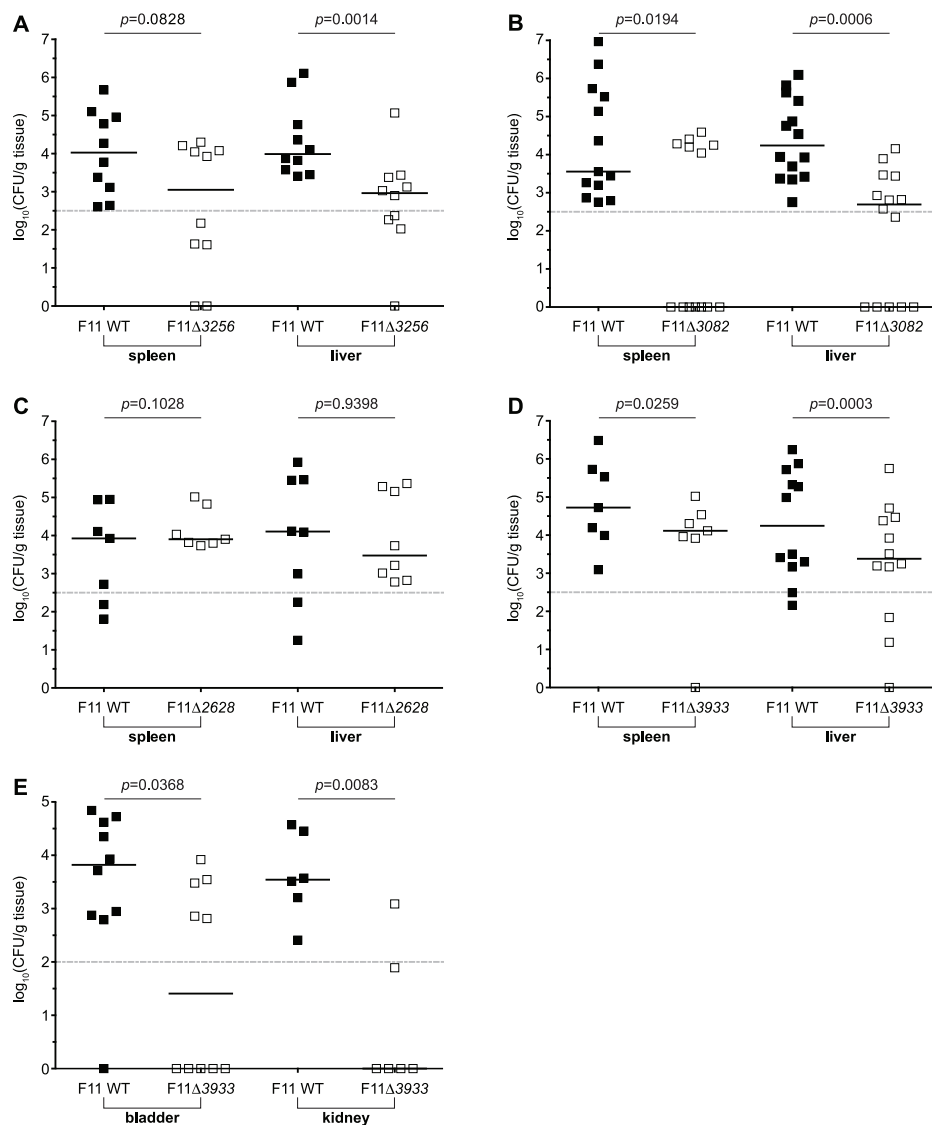 A
p=0.0828 p=0.0014
7
6
5
4
3
2
1
0
log10(CFU/g tissue)
F11 WT F11Δ3256 F11 WT F11Δ3256
spleen liver
B
p=0.0194 p=0.0006
7
6
5
4
3
2
1
0
log10(CFU/g tissue)
F11 WT F11Δ3082 F11 WT F11Δ3082
spleen liver
C
p=0.1028 p=0.9398
7
6
5
4
3
2
1
0
log10(CFU/g tissue)
F11 WT F11Δ2628 F11 WT F11Δ2628
spleen liver
D
p=0.0259 p=0.0003
7
6
5
4
3
2
1
0
log10(CFU/g tissue)
F11 WT F11Δ3933 F11 WT F11Δ3933
spleen liver
E
p=0.0368 p=0.0083
5
4
3
2
1
0
log10(CFU/g tissue)
F11 WT F11Δ3933 F11 WT F11Δ3933
bladder kidney